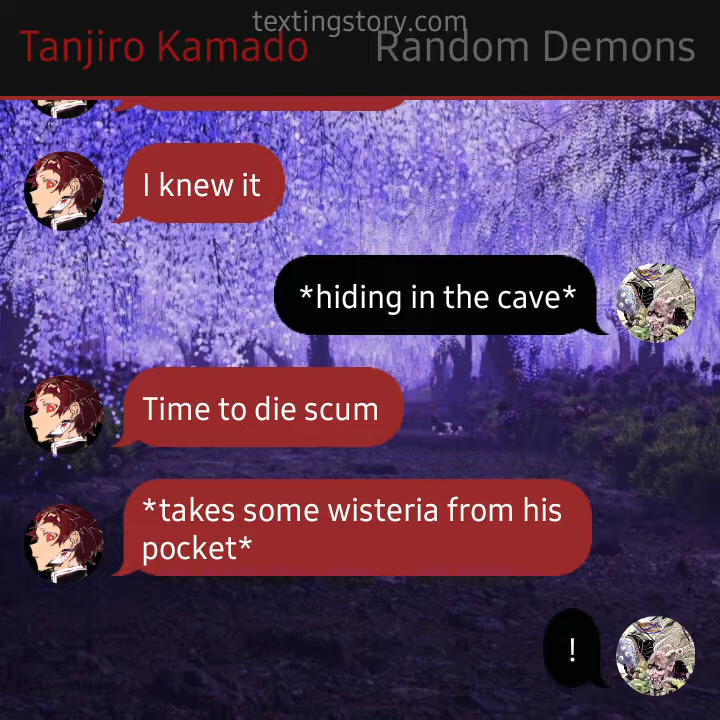 textingstory.com
Tanjiro Kamado
Random Demons
I knew it
*hiding in the cave*
Time to die scum
*takes some wisteria from his
pocket*
!